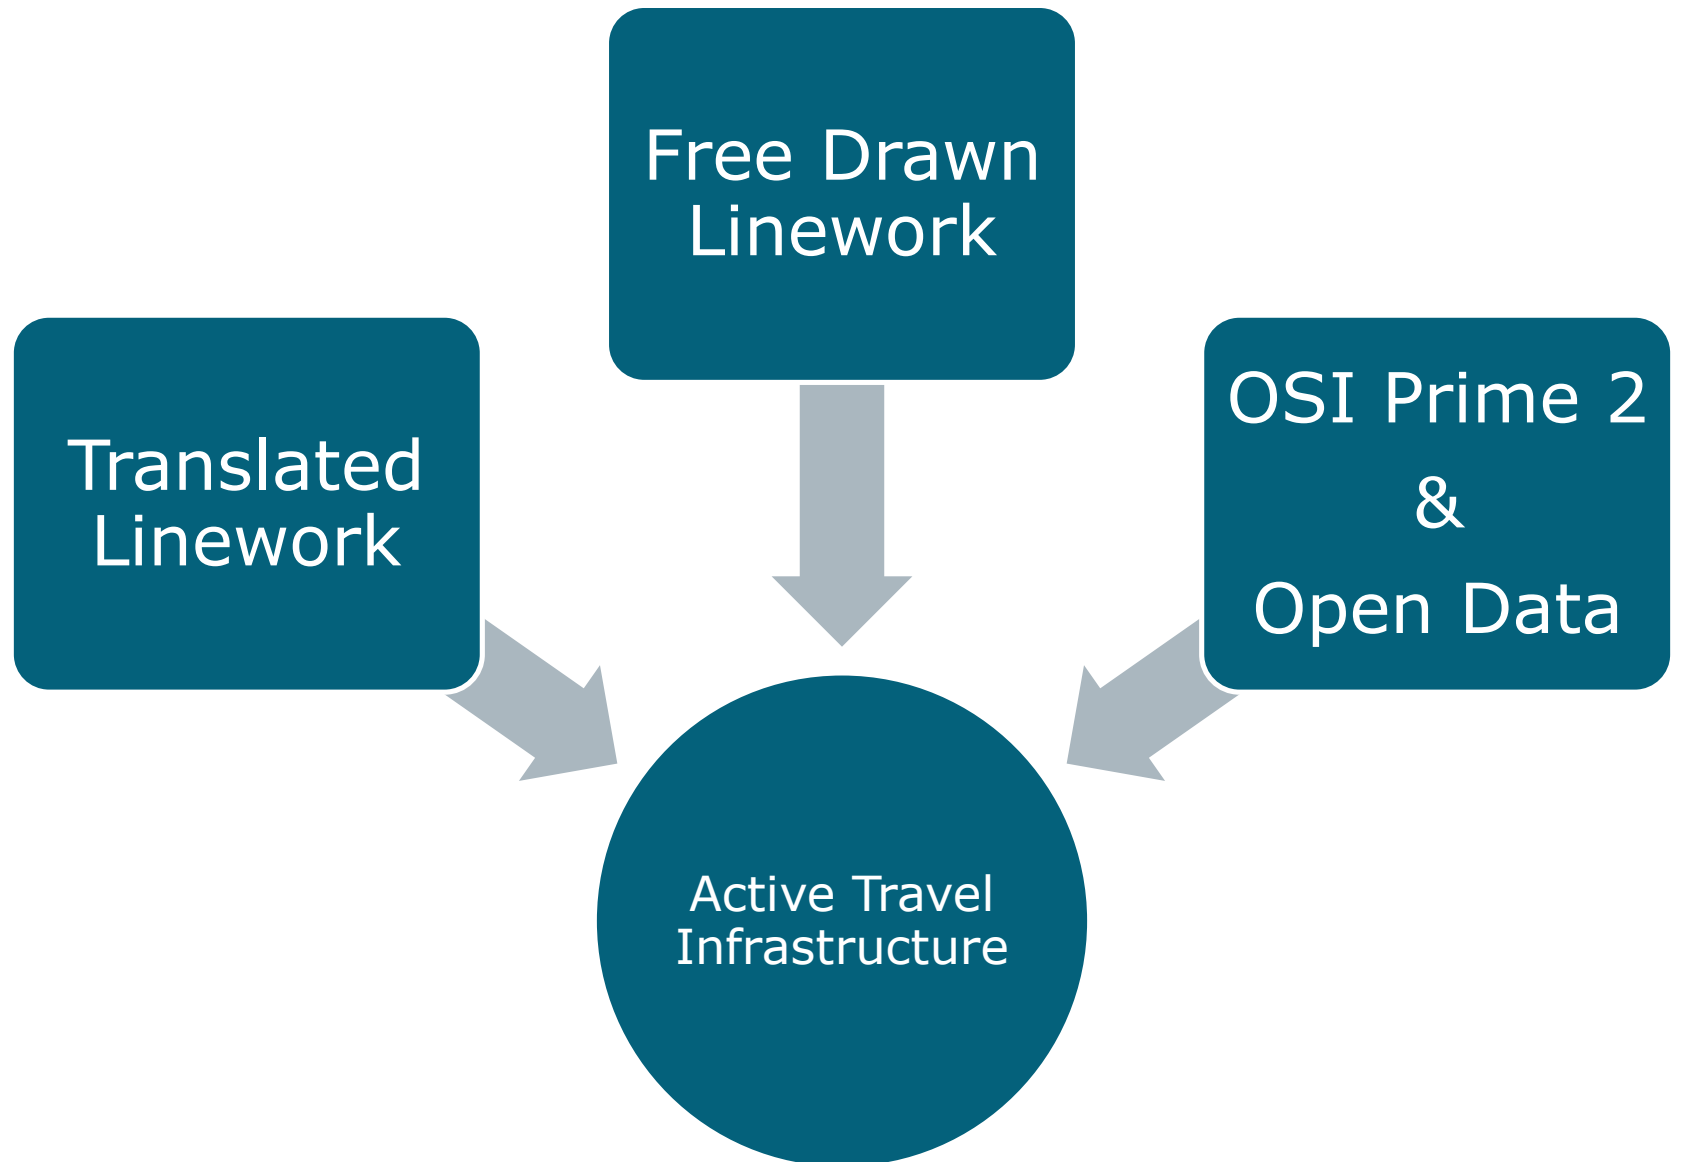 Free Drawn
Linework
Translated
Linework
OSI Prime 2
&
Open Data
Active Travel
Infrastructure